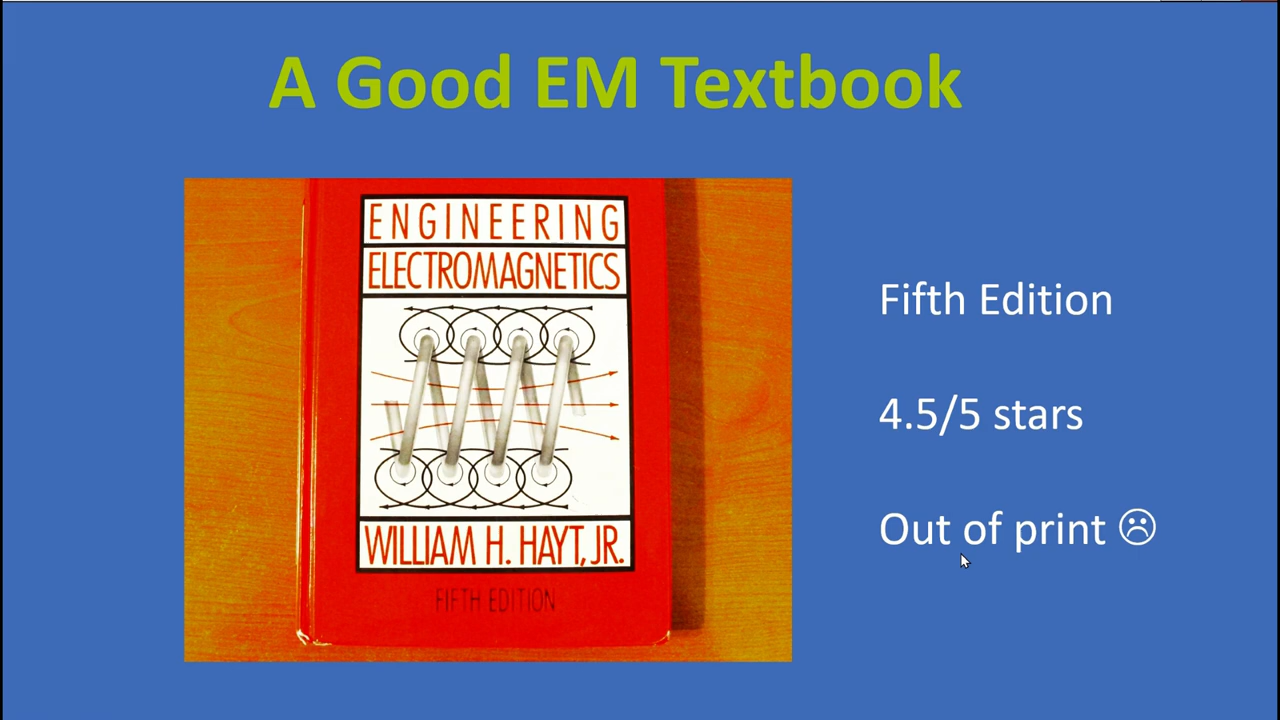 A Good EM Textbook
ENGINEERING
ELECTROMAGNETICS
WILLIAM H. HAYT, JR.
FIFTH EDITION
Fifth Edition
4.5/5 stars
Out of print ☹